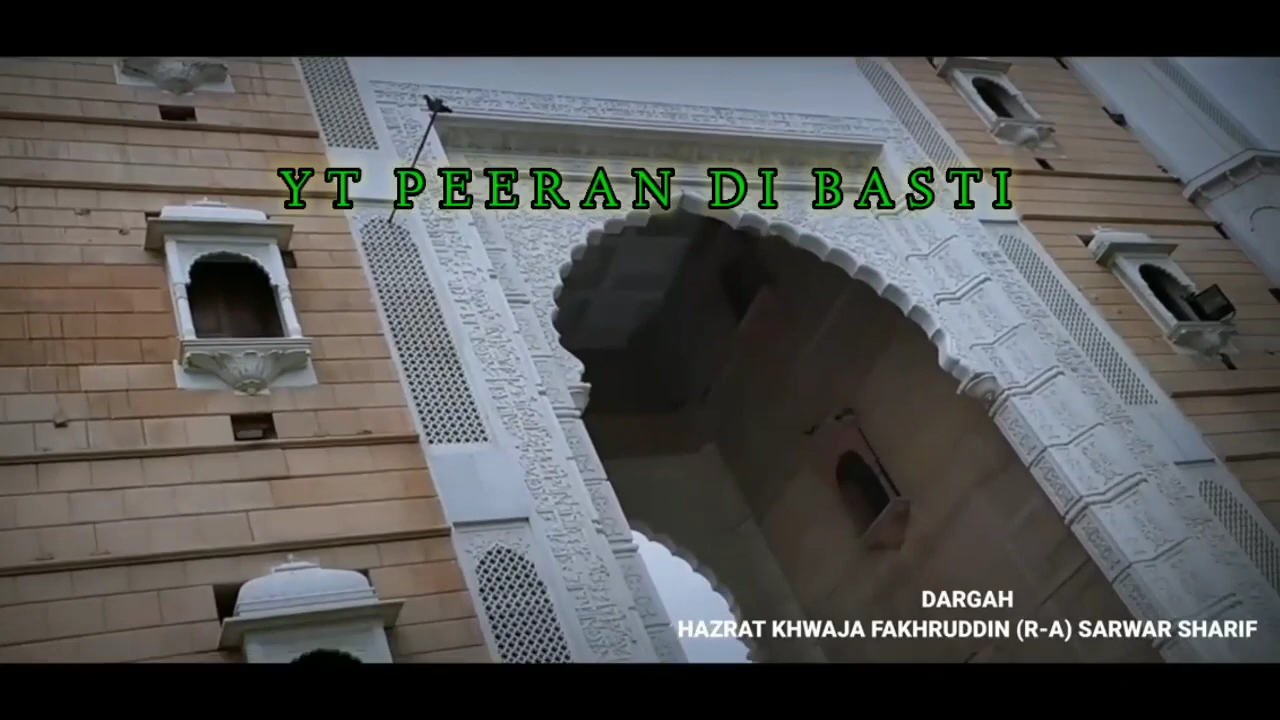 YT PEERAN DI BASTI
DARGAH
HAZRAT KHWAJA FAKHRUDDIN (R-A) SARWAR SHARIF